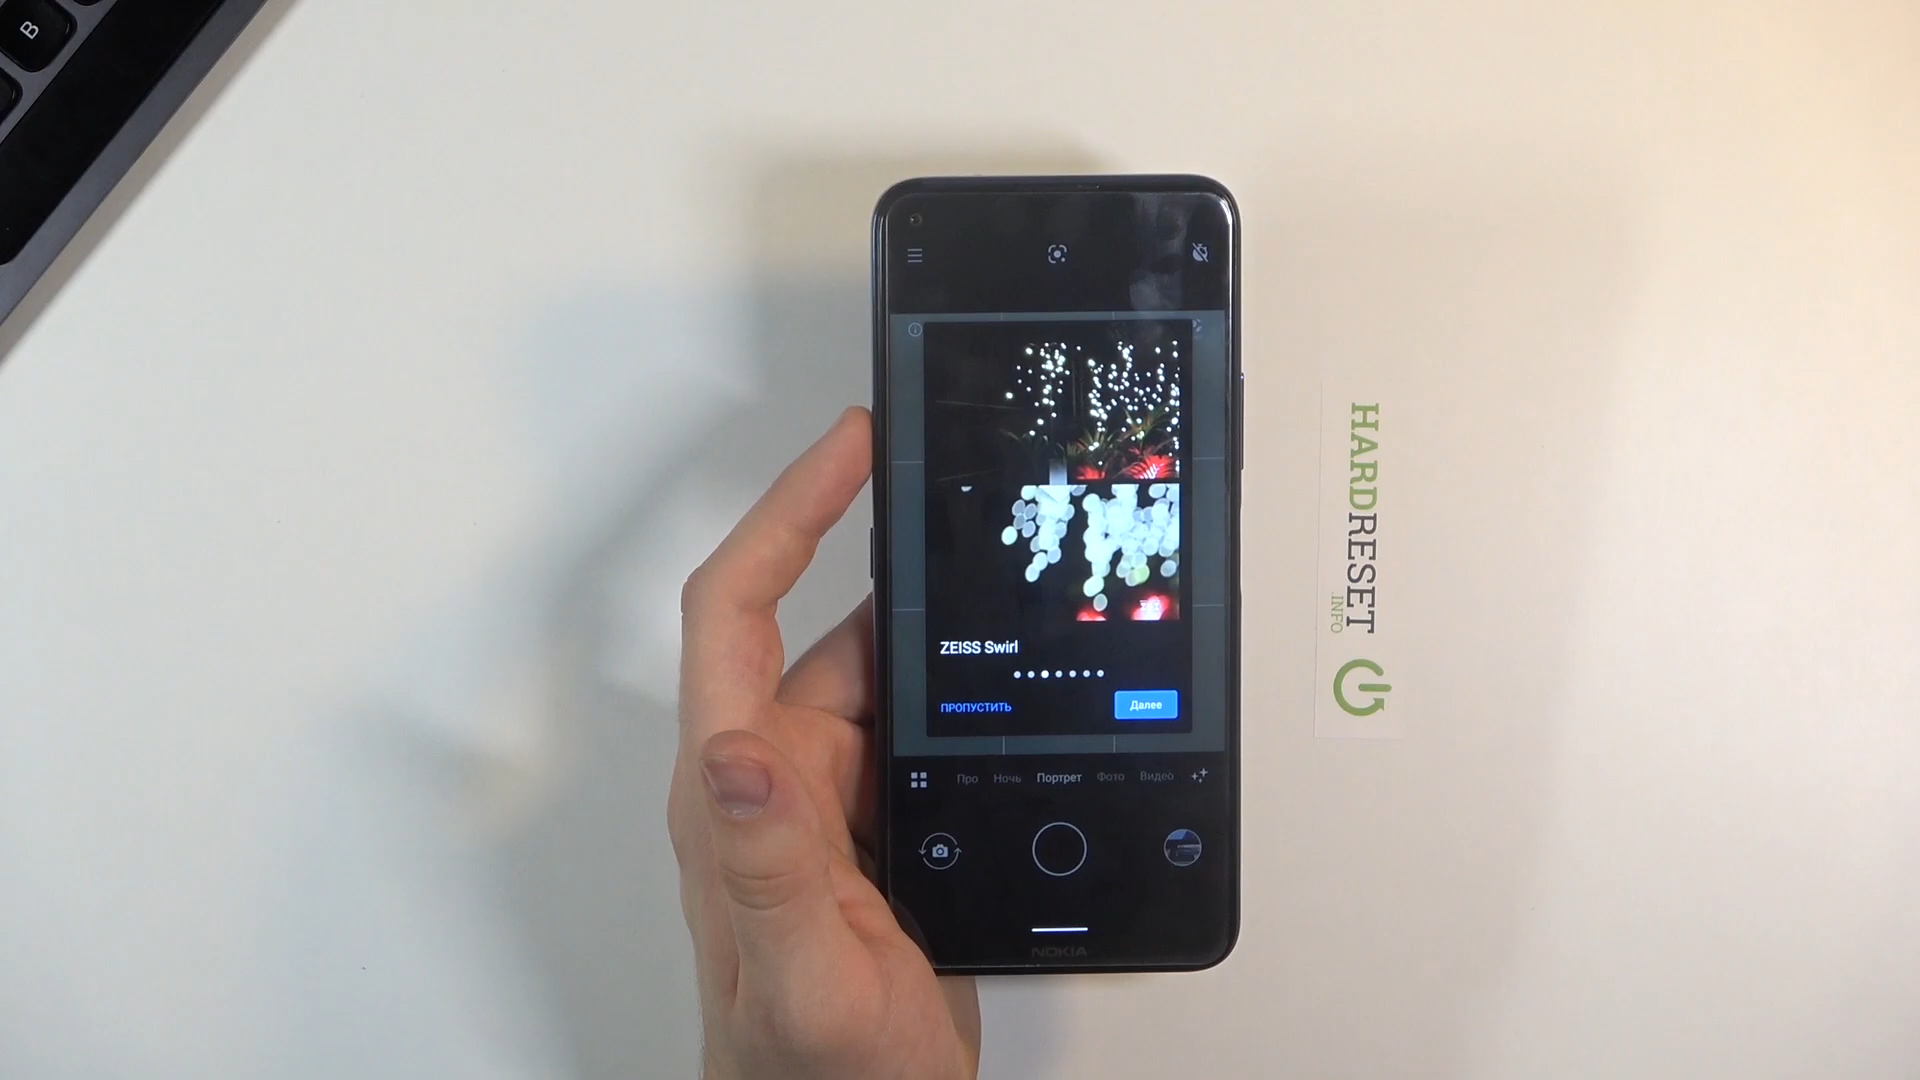 B
ZEISS Swirl
ПРОПУСТИТЬ
Далее
Про
Ночь
Портрет
Фото
Видео
NOKIA
HARDRESET
.INFO